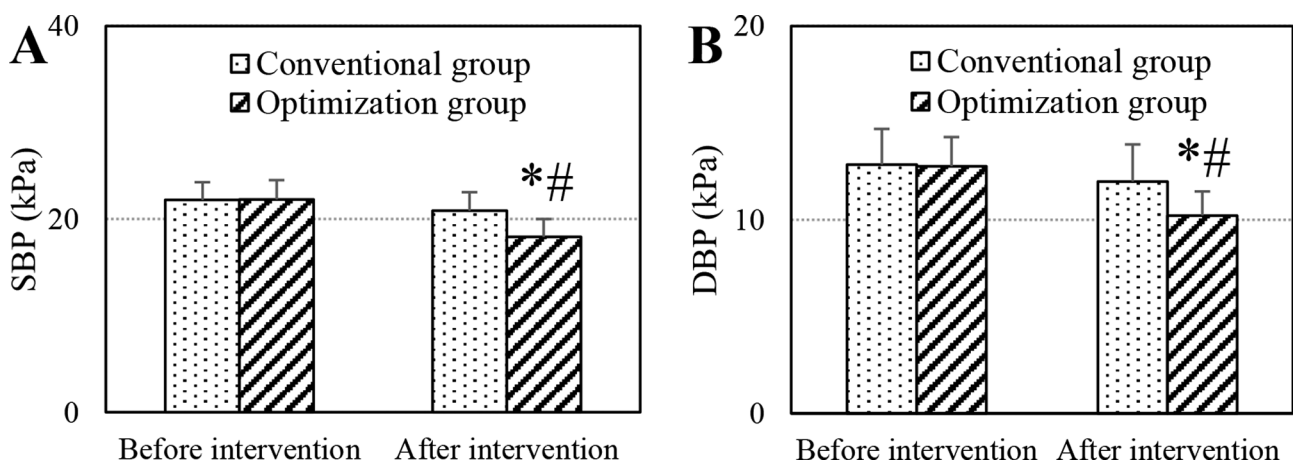 A
SBP (kPa)
40
20
0
Conventional group
Optimization group
*#
Before intervention
After intervention
B
DBP (kPa)
20
10
0
Conventional group
Optimization group
*#
Before intervention
After intervention